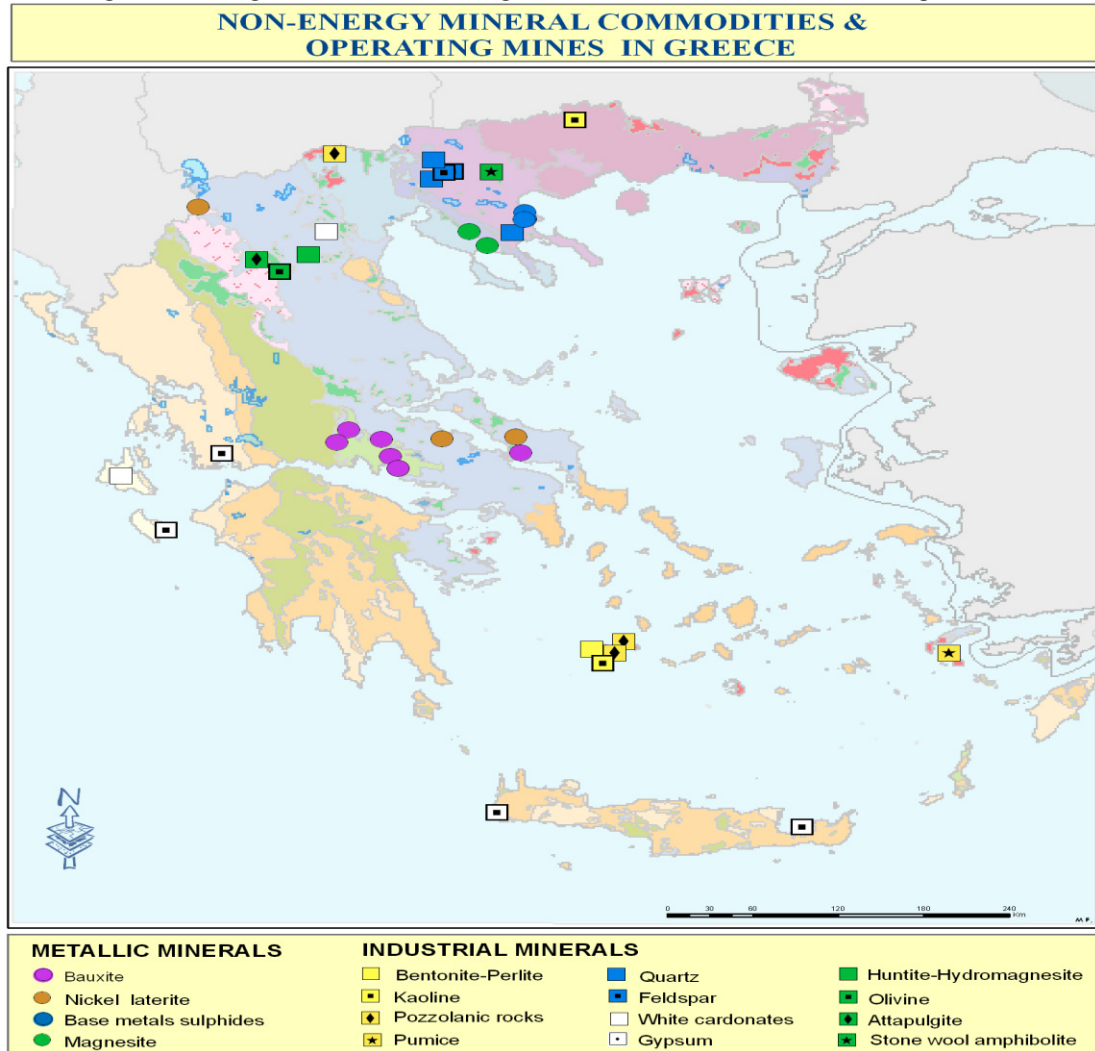 NON-ENERGY MINERAL COMMODITIES &
OPERATING MINES IN GREECE
N
0 30 60 120 180 240
Km
M F.
METALLIC MINERALS
Bauxite
Nickel laterite
Base metals sulphides
Magnesite
INDUSTRIAL MINERALS
Bentonite-Perlite
Kaoline
Pozzolanic rocks
Pumice
Quartz
Feldspar
White cardonates
Gypsum
Huntite-Hydromagnesite
Olivine
Attapulgite
Stone wool amphibolite